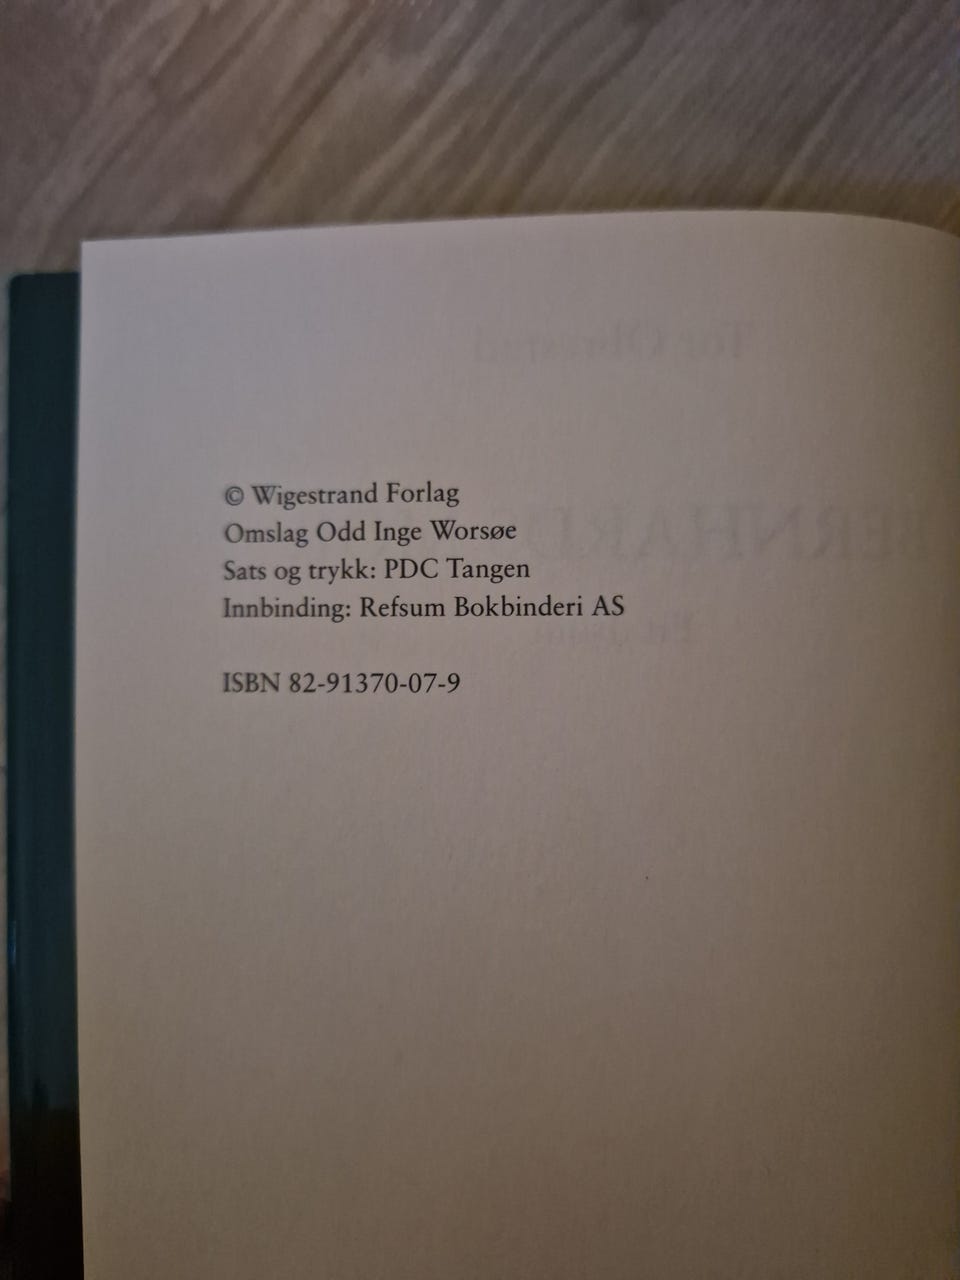 © Wigestrand Forlag
Omslag Odd Inge Worsøe
Sats og trykk: PDC Tangen
Innbinding: Refsum Bokbinderi AS
ISBN 82-91370-07-9